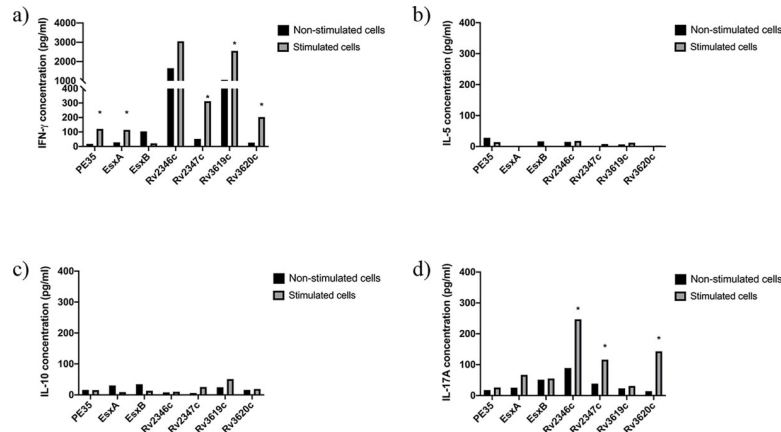 a)
Non-stimulated cells
Stimulated cells
IFN-γ concentration (pg/ml)
4000
3000
2000
1000
400
300
200
100
0
*
*
*
*
*
PE35
EsxA
EsxB
Rv2346c
Rv2347c
Rv3619c
Rv3620c
b)
Non-stimulated cells
Stimulated cells
IL-5 concentration (pg/ml)
400
300
200
100
0
PE35
EsxA
EsxB
Rv2346c
Rv2347c
Rv3619c
Rv3620c
c)
Non-stimulated cells
Stimulated cells
IL-10 concentration (pg/ml)
400
300
200
100
0
PE35
EsxA
EsxB
Rv2346c
Rv2347c
Rv3619c
Rv3620c
d)
Non-stimulated cells
Stimulated cells
IL-17A concentration (pg/ml)
400
300
200
100
0
*
*
*
PE35
EsxA
EsxB
Rv2346c
Rv2347c
Rv3619c
Rv3620c